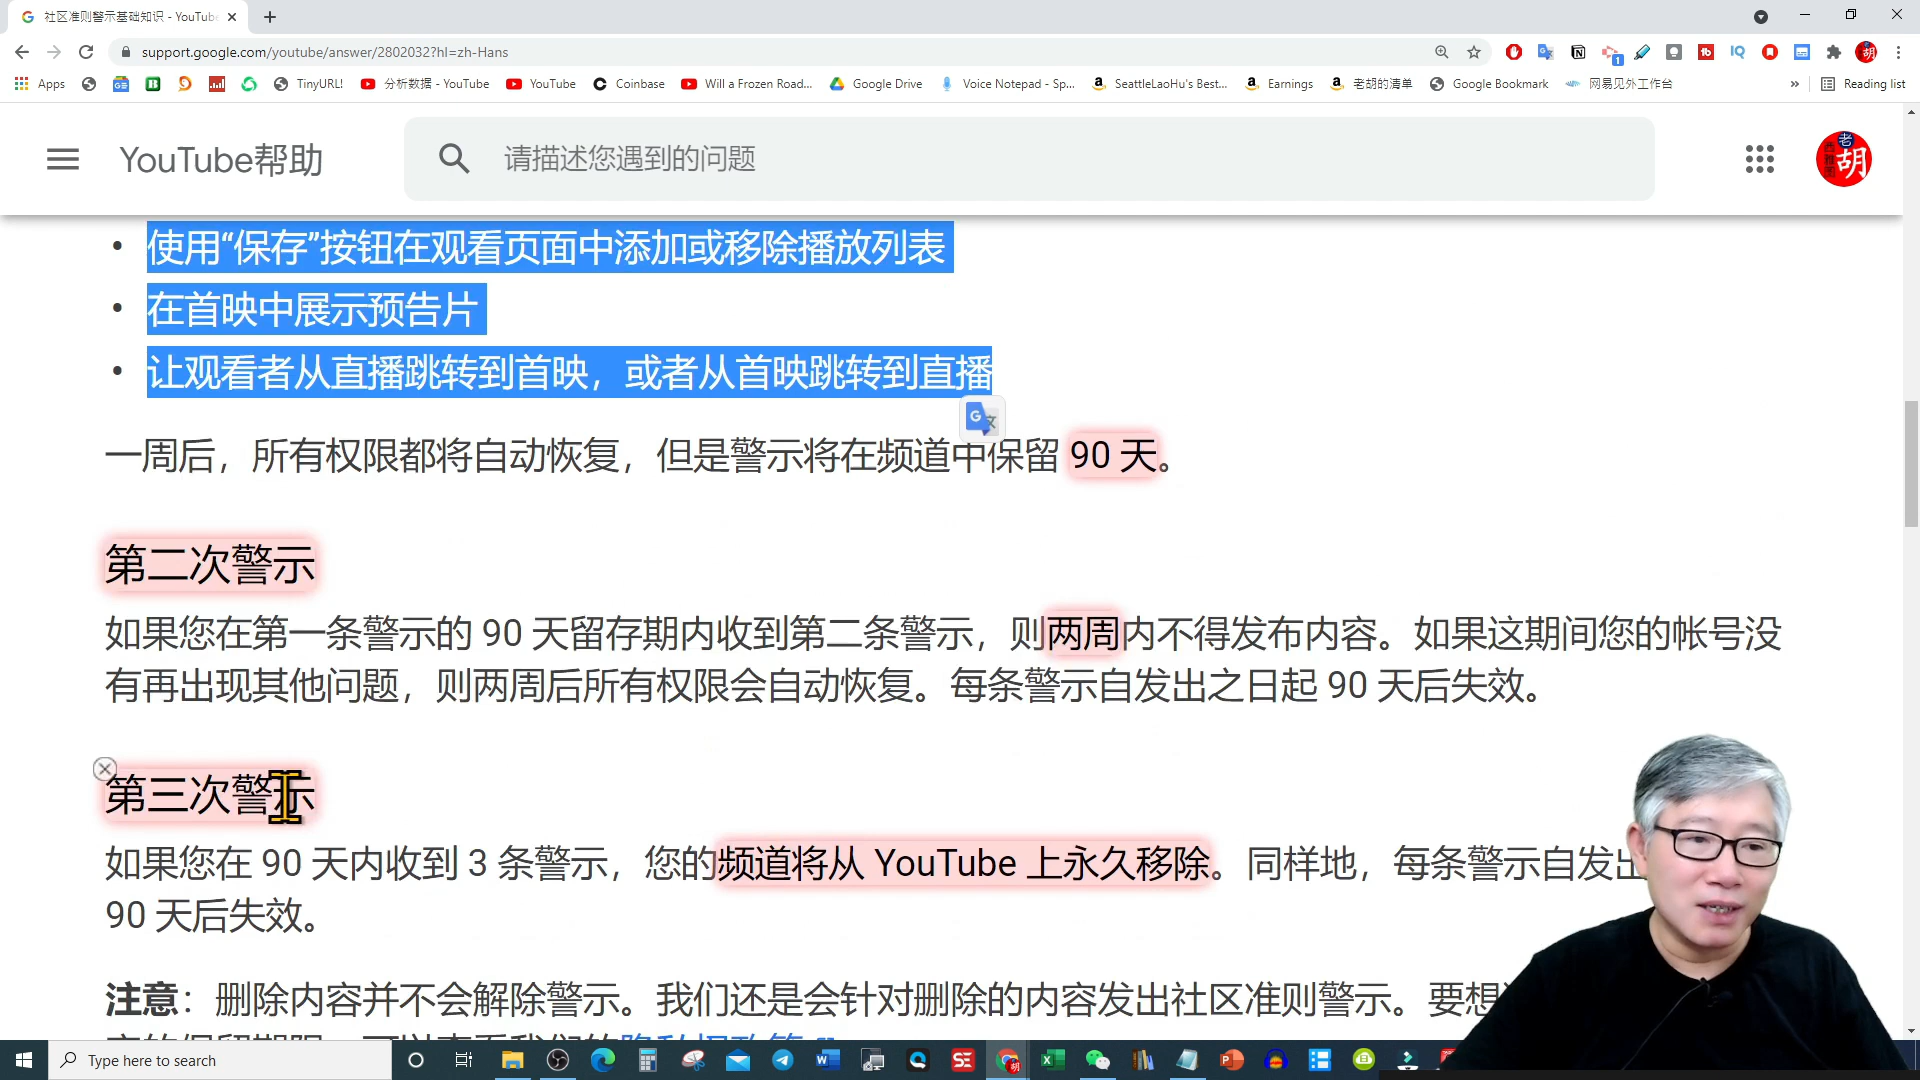 社区准则警示基础知识 - YouTube
support.google.com/youtube/answer/2802032?hl=zh-Hans
Apps
TinyURL!
分析数据 - YouTube
YouTube
Coinbase
Will a Frozen Road...
Google Drive
Voice Notepad - Sp...
SeattleLaoHu's Best...
Earnings
老胡的清单
Google Bookmark
网易见外工作台
Reading list
YouTube帮助
请描述您遇到的问题
老
西雅图
胡
使用“保存”按钮在观看页面中添加或移除播放列表
在首映中展示预告片
让观看者从直播跳转到首映，或者从首映跳转到直播
一周后，所有权限都将自动恢复，但是警示将在频道中保留 90 天。
第二次警示
如果您在第一条警示的 90 天留存期内收到第二条警示，则两周内不得发布内容。如果这期间您的帐号没
有再出现其他问题，则两周后所有权限会自动恢复。每条警示自发出之日起 90 天后失效。
第三次警示
如果您在 90 天内收到 3 条警示，您的频道将从 YouTube 上永久移除。同样地，每条警示自发出
90 天后失效。
注意：删除内容并不会解除警示。我们还是会针对删除的内容发出社区准则警示。要想
Type here to search